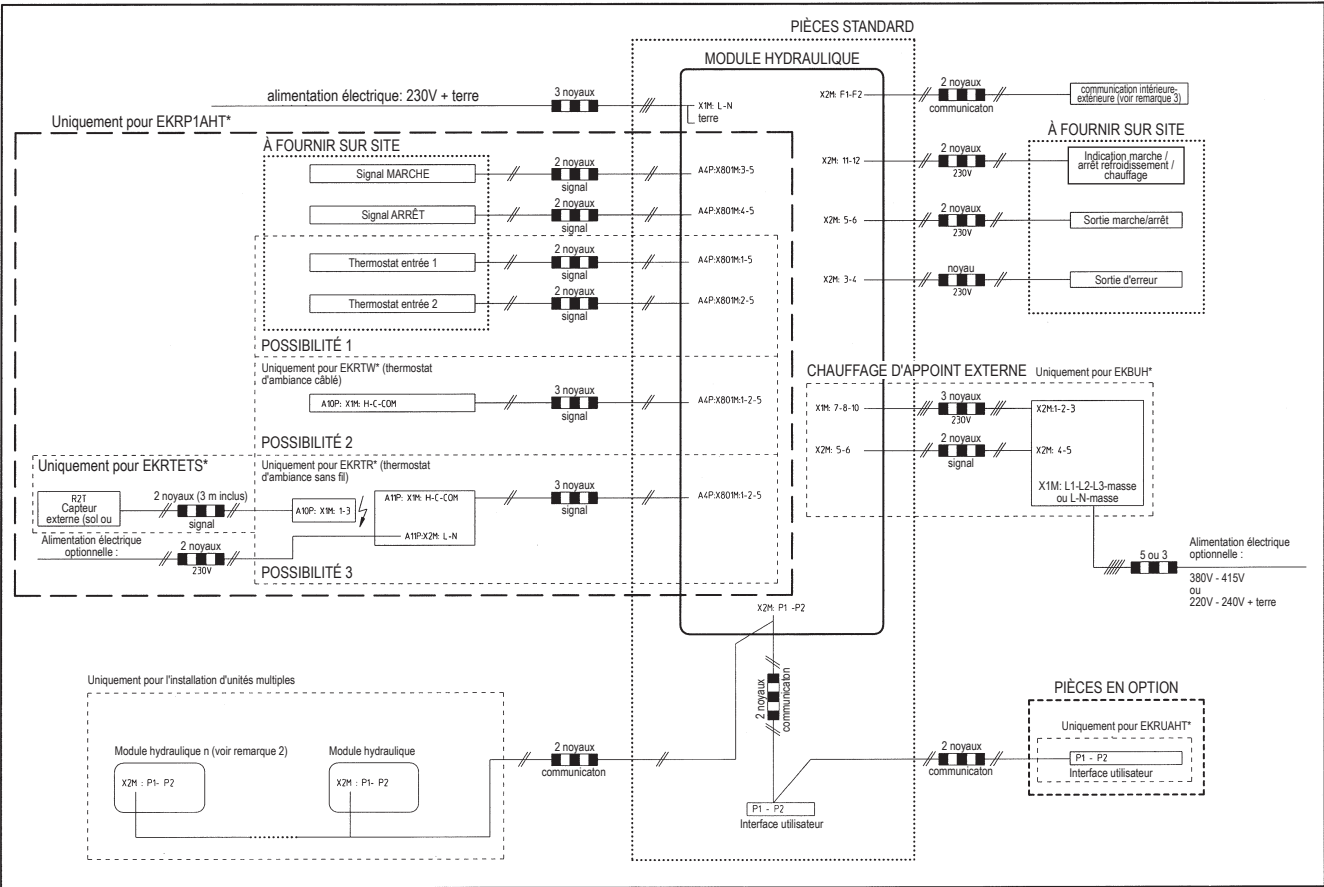 PIÈCES STANDARD
MODULE HYDRAULIQUE
alimentation électrique: 230V + terre
3 noyaux
X1M: L-N
terre
X2M: F1-F2
2 noyaux
communicaton
communication intérieure-
extérieure (voir remarque 3)
Uniquement pour EKRP1AHT*
À FOURNIR SUR SITE
Signal MARCHE
2 noyaux
signal
A4P:X801M:3-5
Signal ARRÊT
2 noyaux
signal
A4P:X801M:4-5
Thermostat entrée 1
2 noyaux
signal
A4P:X801M:1-5
Thermostat entrée 2
2 noyaux
signal
A4P:X801M:2-5
POSSIBILITÉ 1
Uniquement pour EKRTW* (thermostat
d'ambiance câblé)
A10P: X1M: H-C-COM
3 noyaux
signal
A4P:X801M:1-2-5
POSSIBILITÉ 2
Uniquement pour EKRTETS*
R2T
Capteur
externe (sol ou
2 noyaux (3 m inclus)
signal
Uniquement pour EKRTR* (thermostat
d'ambiance sans fil)
A10P: X1M: 1-3
A11P: X1M: H-C-COM
A11P:X2M: L-N
3 noyaux
signal
A4P:X801M:1-2-5
Alimentation électrique
optionnelle :
2 noyaux
230V
POSSIBILITÉ 3
À FOURNIR SUR SITE
X2M: 11-12
2 noyaux
230V
Indication marche /
arrêt refroidissement /
chauffage
X2M: 5-6
2 noyaux
230V
Sortie marche/arrêt
X2M: 3-4
noyau
230V
Sortie d'erreur
CHAUFFAGE D'APPOINT EXTERNE
Uniquement pour EKBUH*
X1M: 7-8-10
3 noyaux
230V
X2M:1-2-3
X2M: 5-6
2 noyaux
signal
X2M: 4-5
X1M: L1-L2-L3-masse
ou L-N-masse
5 ou 3
Alimentation électrique
optionnelle :
380V - 415V
ou
220V - 240V + terre
X2M: P1 -P2
2 noyaux
communicaton
P1 - P2
Interface utilisateur
Uniquement pour l'installation d'unités multiples
Module hydraulique n (voir remarque 2)
X2M : P1- P2
Module hydraulique
X2M : P1- P2
2 noyaux
communicaton
PIÈCES EN OPTION
Uniquement pour EKRUAHT*
2 noyaux
communicaton
P1 - P2
Interface utilisateur